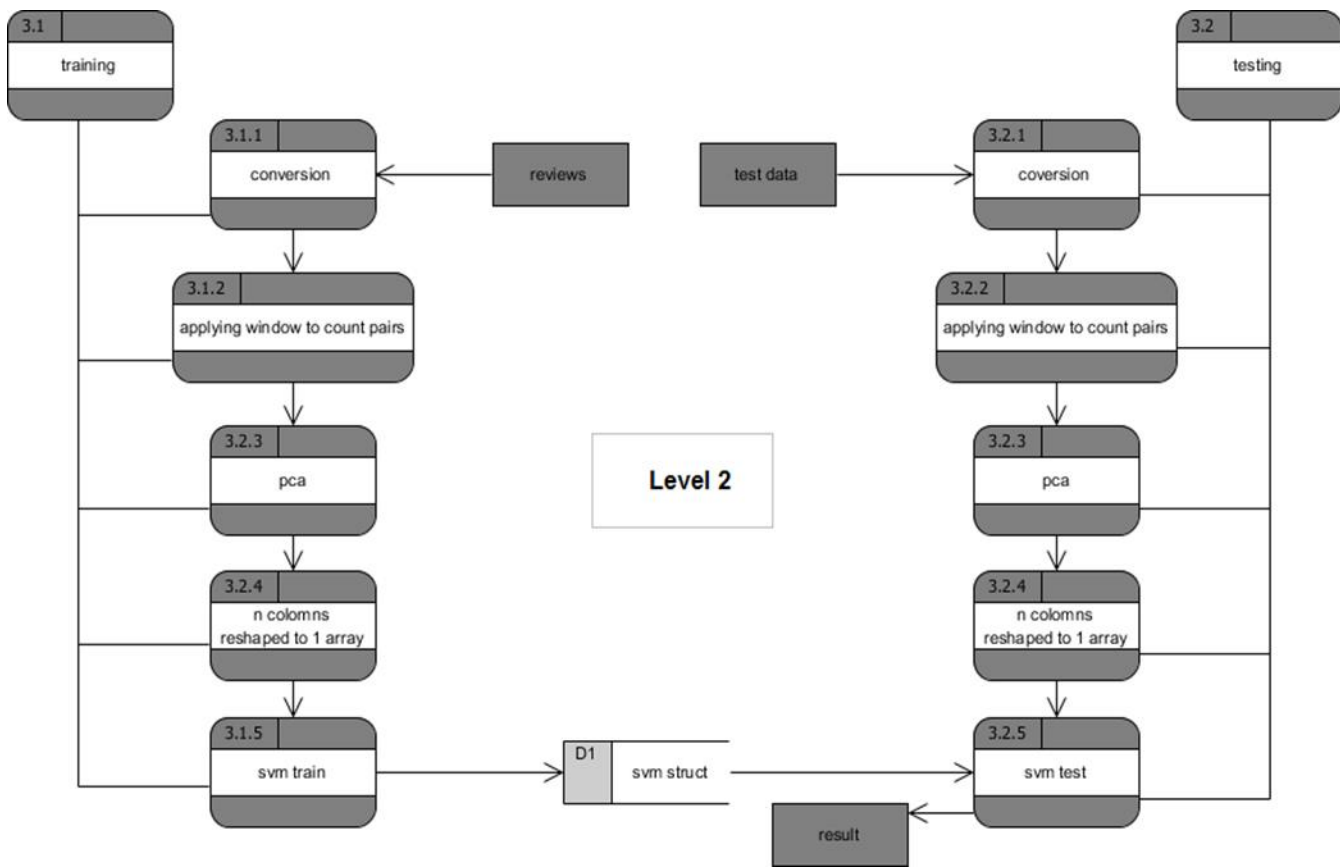 3.1
training
3.2
testing
3.1.1
conversion
reviews
test data
3.2.1
coversion
3.1.2
applying window to count pairs
3.2.2
applying window to count pairs
3.2.3
pca
Level 2
3.2.3
pca
3.2.4
n colomns
reshaped to 1 array
3.2.4
n colomns
reshaped to 1 array
3.1.5
svm train
D1
svm struct
3.2.5
svm test
result